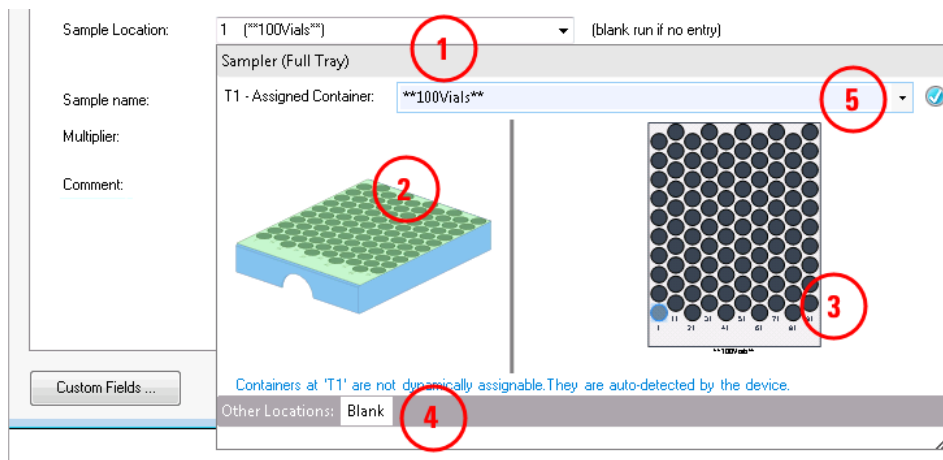 Sample Location:
1 (**100Vials**)
(blank run if no entry)
1
Sampler (Full Tray)
Sample name:
T1 - Assigned Container:
**100Vials**
5
Multiplier:
Comment:
2
3
11 31 51 71 91
1 21 41 61 81
**100Vials**
Custom Fields ...
Containers at 'T1' are not dynamically assignable.They are auto-detected by the device.
Other Locations: Blank
4